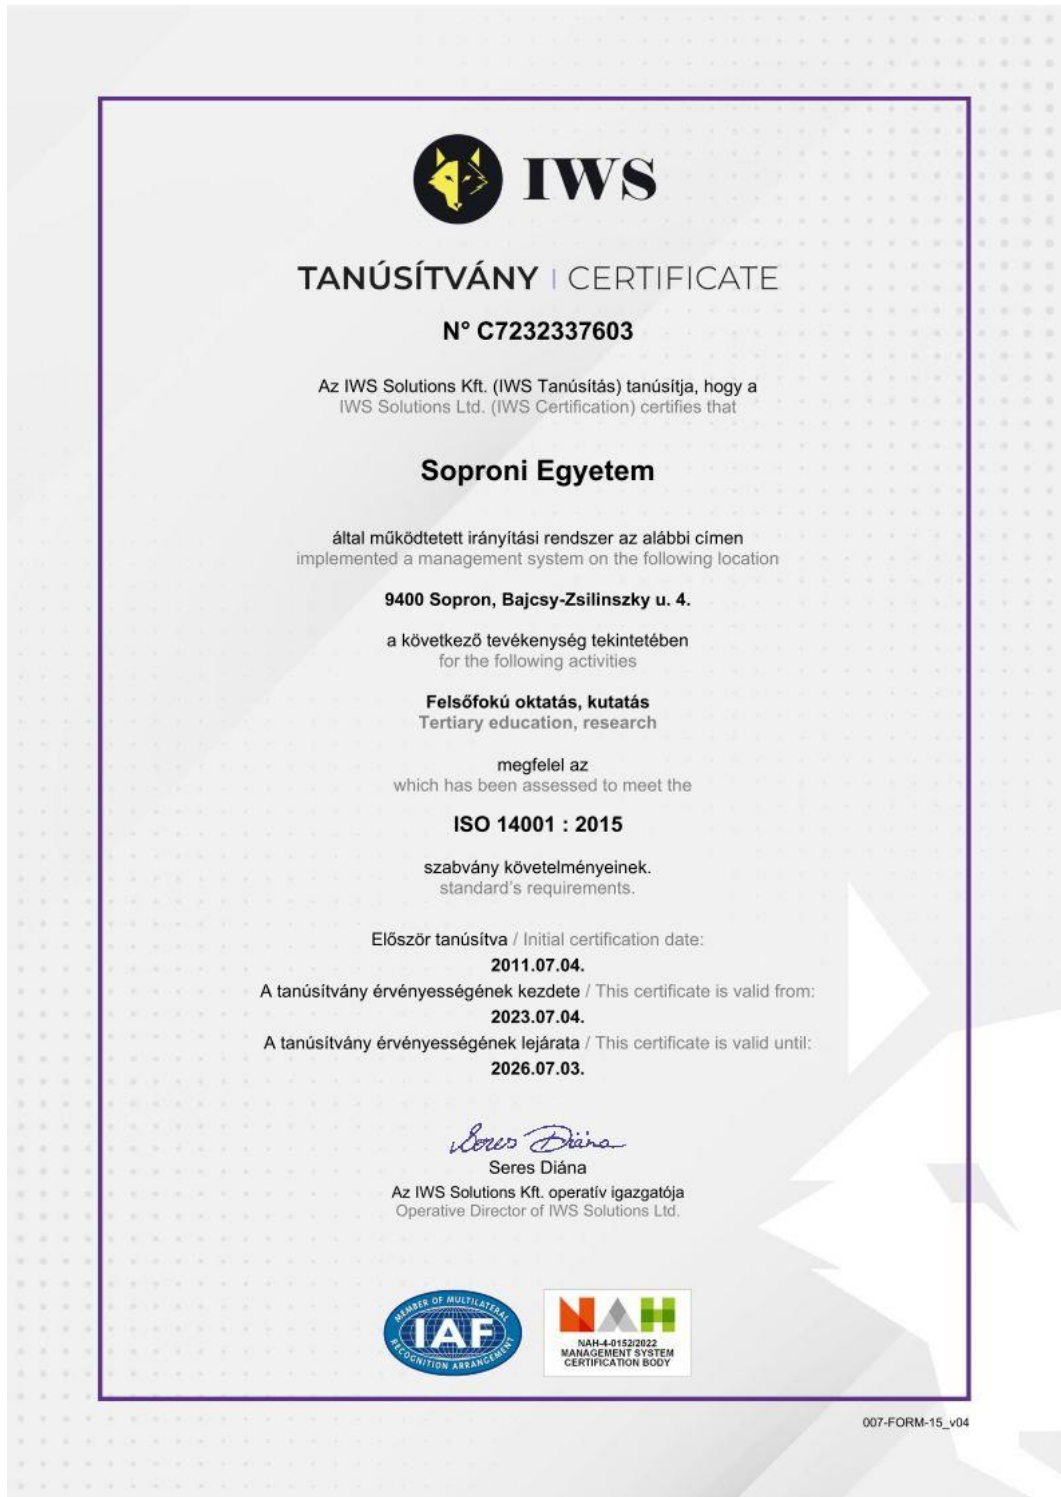 IWS
TANÚSÍTVÁNY | CERTIFICATE
N° C7232337603
Az IWS Solutions Kft. (IWS Tanúsítás) tanúsítja, hogy a
IWS Solutions Ltd. (IWS Certification) certifies that
Soproni Egyetem
által működtetett irányítási rendszer az alábbi címen
implemented a management system on the following location
9400 Sopron, Bajcsy-Zsilinszky u. 4.
a következő tevékenység tekintetében
for the following activities
Felsőfokú oktatás, kutatás
Tertiary education, research
megfelel az
which has been assessed to meet the
ISO 14001 : 2015
szabvány követelményeinek.
standard's requirements.
Először tanúsítva / Initial certification date:
2011.07.04.
A tanúsítvány érvényességének kezdete / This certificate is valid from:
2023.07.04.
A tanúsítvány érvényességének lejárata / This certificate is valid until:
2026.07.03.
Seres Diána
Seres Diána
Az IWS Solutions Kft. operatív igazgatója
Operative Director of IWS Solutions Ltd.
MEMBER OF MULTILATERAL
IAF
RECOGNITION ARRANGEMENT
NAH
NAH-4-0152/2022
MANAGEMENT SYSTEM
CERTIFICATION BODY
007-FORM-15_v04